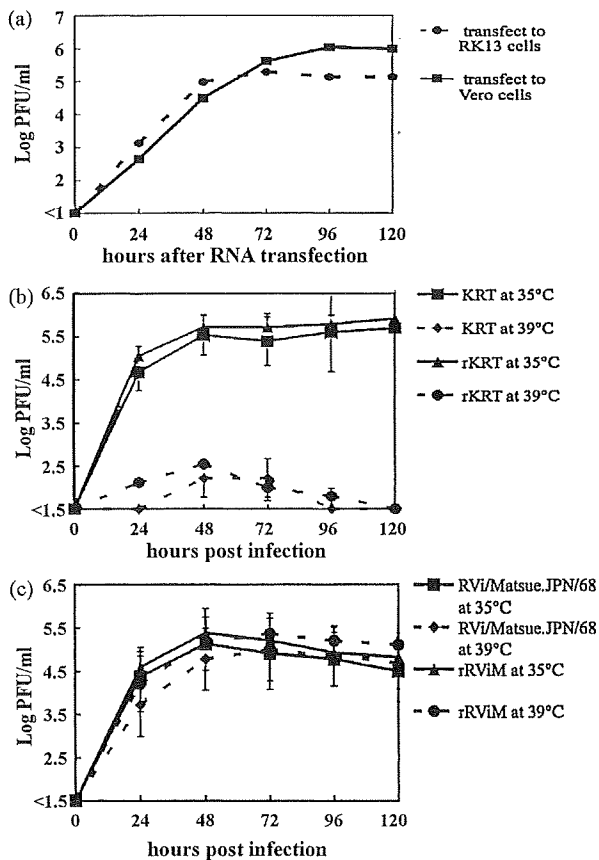 (a)
Log PFU/ml
7
6
5
4
3
2
<1
0 24 48 72 96 120
hours after RNA transfection
transfect to
RK13 cells
transfect to
Vero cells
(b)
Log PFU/ml
6.5
5.5
4.5
3.5
2.5
<1.5
0 24 48 72 96 120
hours post infection
KRT at 35°C
KRT at 39°C
rKRT at 35°C
rKRT at 39°C
(c)
Log PFU/ml
6.5
5.5
4.5
3.5
2.5
<1.5
0 24 48 72 96 120
hours post infection
RVi/Matsue.JPN/68
at 35°C
RVi/Matsue.JPN/68
at 39°C
rRViM at 35°C
rRViM at 39°C